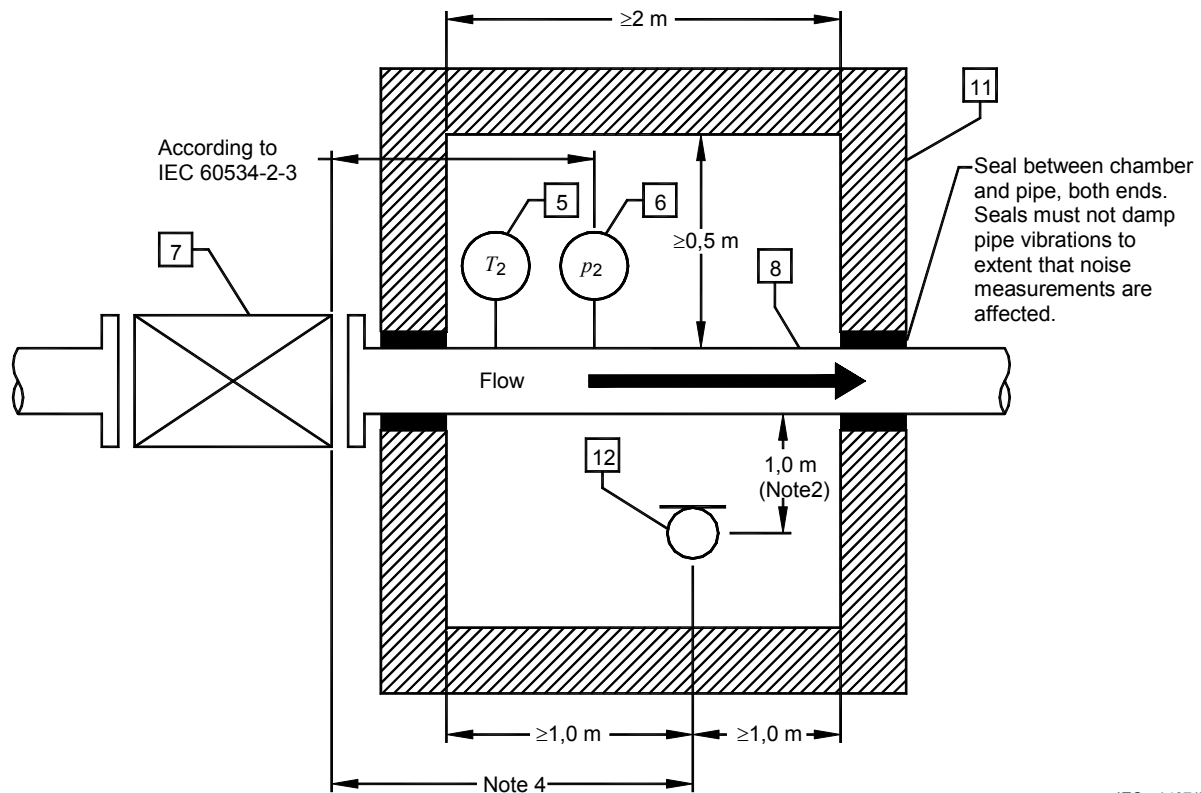 ≥2 m
11
According to
IEC 60534-2-3
Seal between chamber
and pipe, both ends.
Seals must not damp
pipe vibrations to
extent that noise
measurements are
affected.
5
6
7
T2
p2
≥0,5 m
8
Flow
12
1,0 m
(Note2)
≥1,0 m
≥1,0 m
Note 4